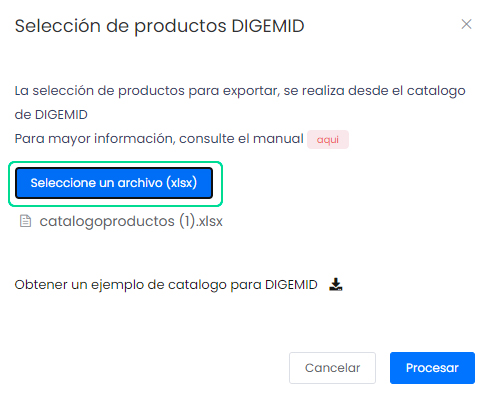 Selección de productos DIGEMID
La selección de productos para exportar, se realiza desde el catalogo
de DIGEMID
Para mayor información, consulte el manual aqui
Seleccione un archivo (xlsx)
catalogoproductos (1).xlsx
Obtener un ejemplo de catalogo para DIGEMID
Cancelar Procesar